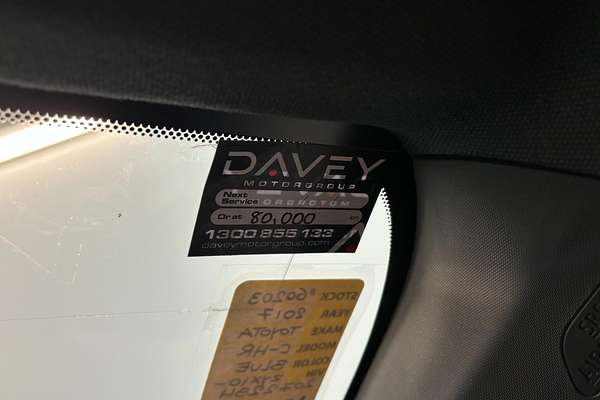 DAVEY
MOTORGROUP
Next
Service
Or at 80,000 km
1300 855 133
daveymotorgroup.com
STOCK #60203
YEAR 2017
MAKE TOYOTA
MODEL C-HR
COLOR BLUE
VIN